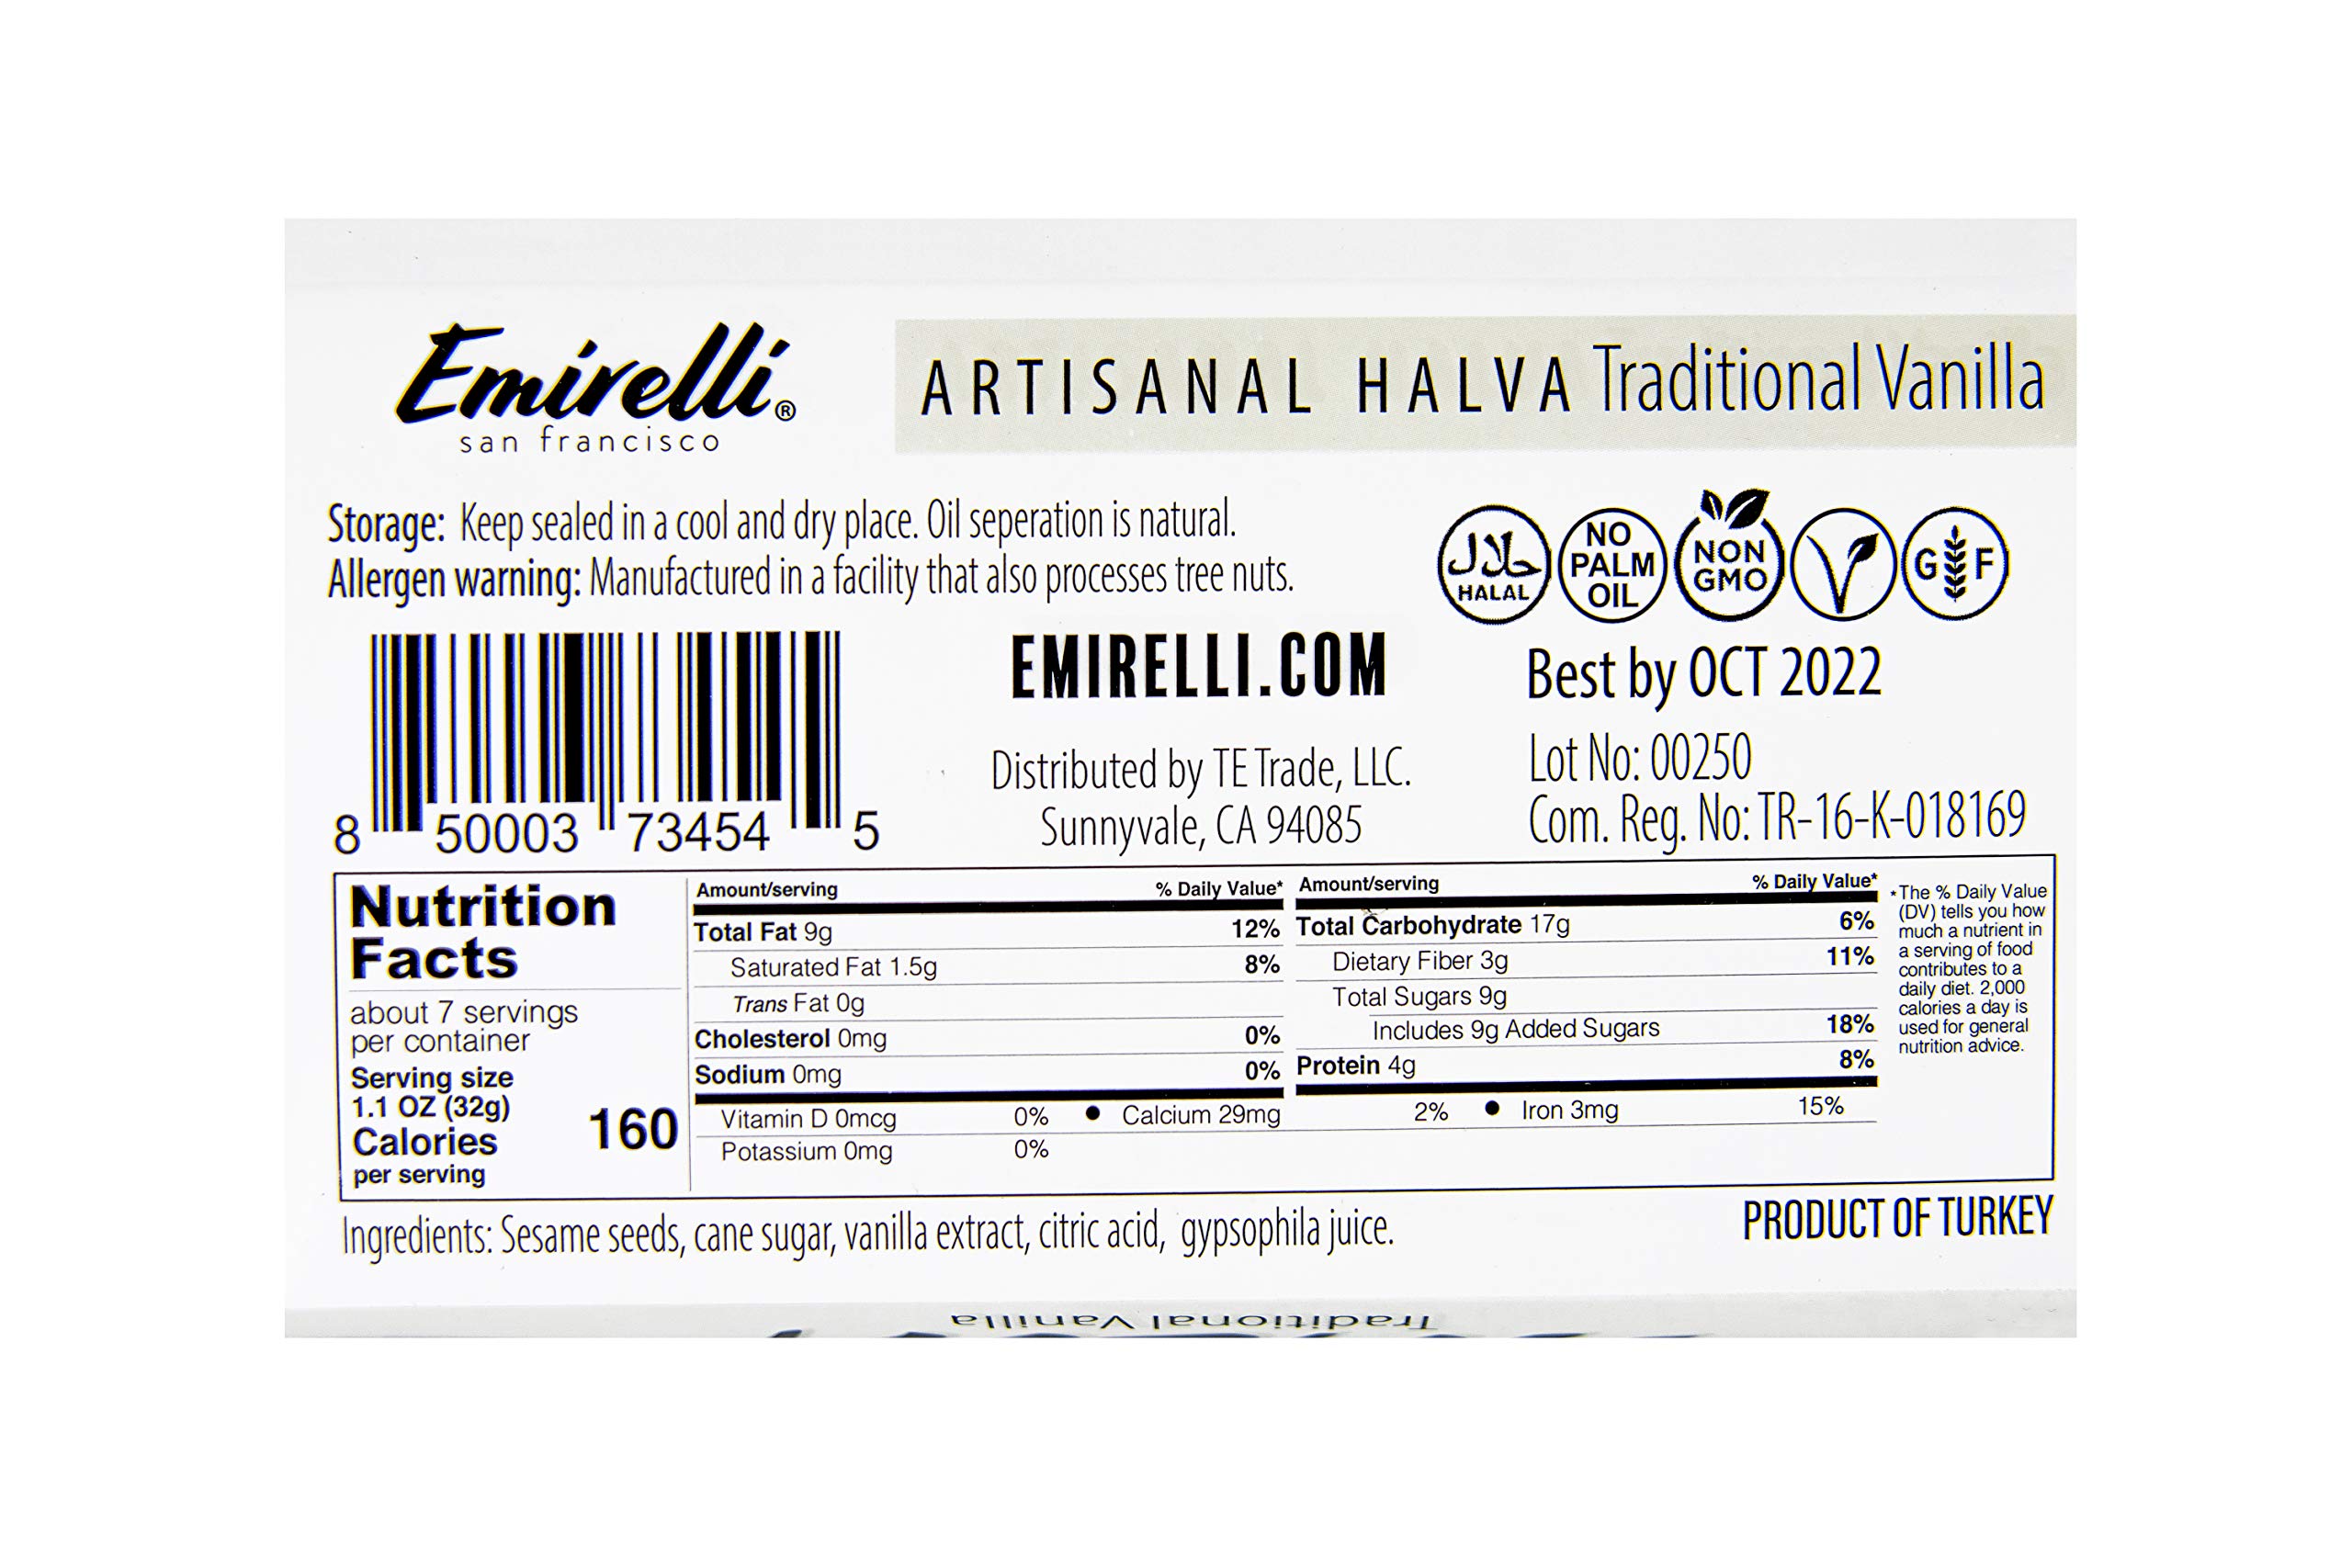 Emirelli®
san francisco
ARTISANAL HALVA Traditional Vanilla
Storage: Keep sealed in a cool and dry place. Oil seperation is natural.
Allergen warning: Manufactured in a facility that also processes tree nuts.
حلال
HALAL
NO
PALM
OIL
NON
GMO
V
G F
8 50003 73454 5
EMIRELLI.COM
Distributed by TE Trade, LLC.
Sunnyvale, CA 94085
Best by OCT 2022
Lot No: 00250
Com. Reg. No: TR-16-K-018169
Nutrition
Facts
about 7 servings
per container
Serving size
1.1 OZ (32g)
Calories 160
per serving
Amount/serving % Daily Value*
Total Fat 9g 12%
Saturated Fat 1.5g 8%
Trans Fat 0g
Cholesterol 0mg 0%
Sodium 0mg 0%
Amount/serving % Daily Value*
Total Carbohydrate 17g 6%
Dietary Fiber 3g 11%
Total Sugars 9g
Includes 9g Added Sugars 18%
Protein 4g 8%
Vitamin D 0mcg 0% • Calcium 29mg 2% • Iron 3mg 15%
Potassium 0mg 0%
*The % Daily Value
(DV) tells you how
much a nutrient in
a serving of food
contributes to a
daily diet. 2,000
calories a day is
used for general
nutrition advice.
Ingredients: Sesame seeds, cane sugar, vanilla extract, citric acid, gypsophila juice.
PRODUCT OF TURKEY
Traditional Vanilla